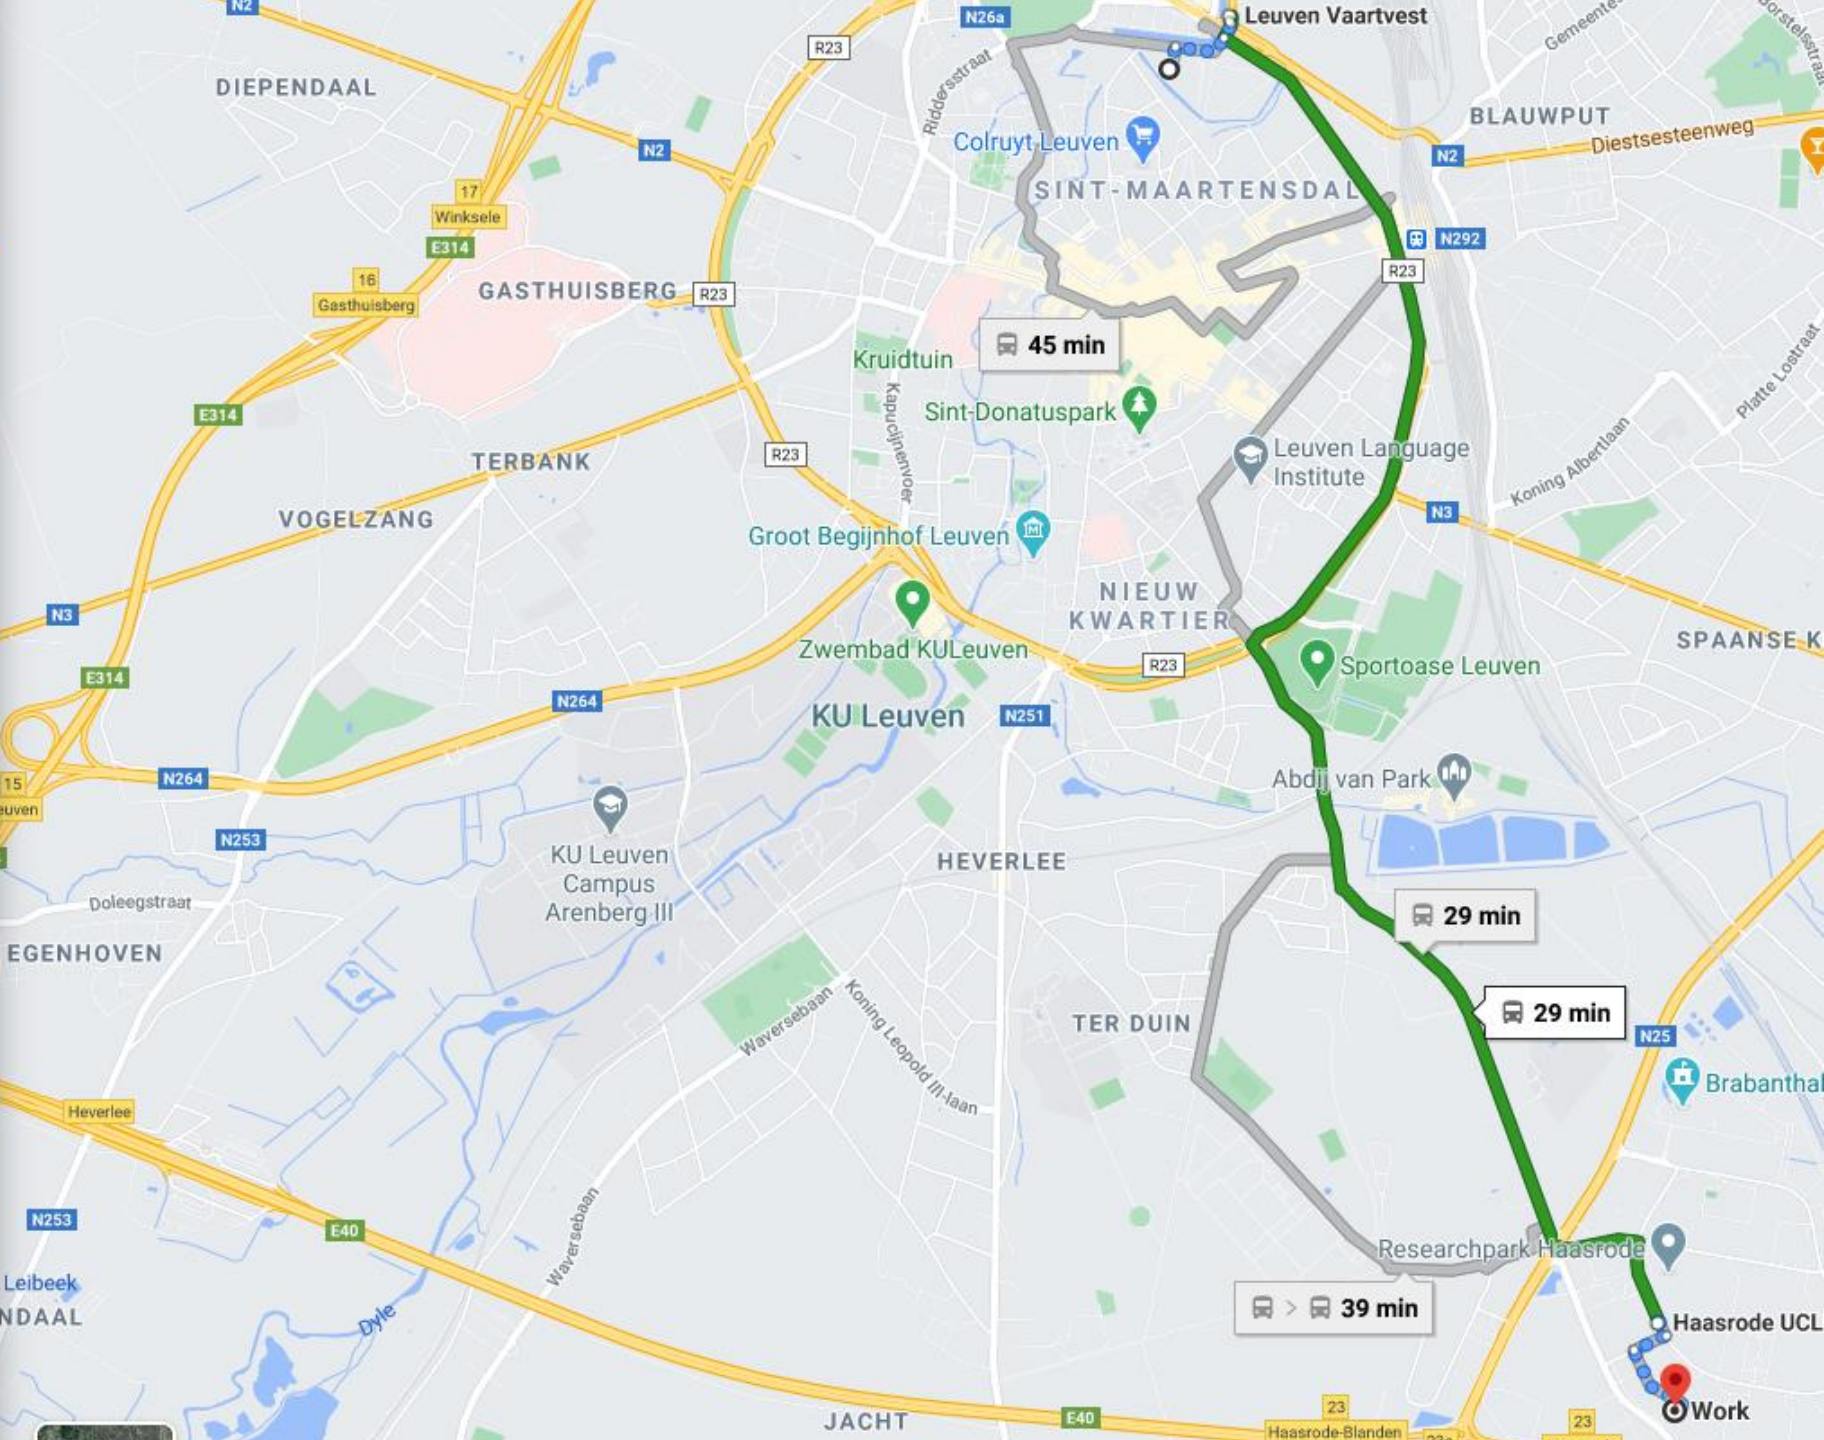 N2
N26a
Leuven Vaartvest
R23
Riddersstraat
DIEPENDAAL
BLAUWPUT
Colruyt Leuven
Diestsesteenweg
N2
N2
17
Winksele
SINT-MAARTENSDAL
E314
N292
16
Gasthuisberg
GASTHUISBERG
R23
R23
45 min
Kruidtuin
Kapucijnenvoer
Sint-Donatuspark
Platte Lostraat
E314
Leuven Language
Institute
Koning Albertlaan
TERBANK
R23
VOGELZANG
N3
Groot Begijnhof Leuven
NIEUW
KWARTIER
N3
Zwembad KULeuven
R23
SPAANSE K
Sportoase Leuven
E314
N264
KU Leuven
N251
15
euven
N264
Abdij van Park
N253
KU Leuven
Campus
Arenberg III
HEVERLEE
Doleegstraat
29 min
EGENHOVEN
Waversebaan
Koning Leopold III-laan
TER DUIN
29 min
N25
Brabanthal
Heverlee
N253
E40
Waversebaan
Researchpark Haasrode
Leibeek
NDAAL
Dyle
39 min
Haasrode UCL
JACHT
E40
23
Haasrode-Blanden
23
Work